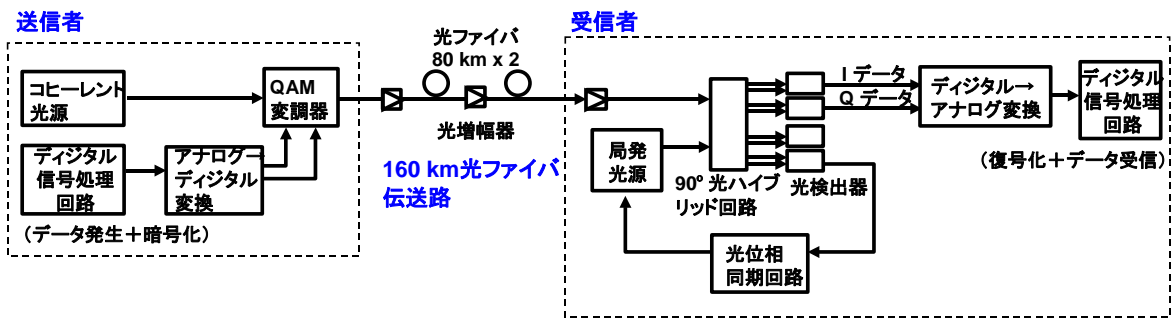 送信者
コヒーレント
光源
QAM
変調器
ディジタル
信号処理
回路
アナログ→
ディジタル
変換
(データ発生+暗号化)
光ファイバ
80 km x 2
光増幅器
160 km光ファイバ
伝送路
受信者
局発
光源
90° 光ハイブ
リッド回路
光検出器
I データ
Q データ
ディジタル→
アナログ変換
ディジタル
信号処理
回路
(復号化+データ受信)
光位相
同期回路